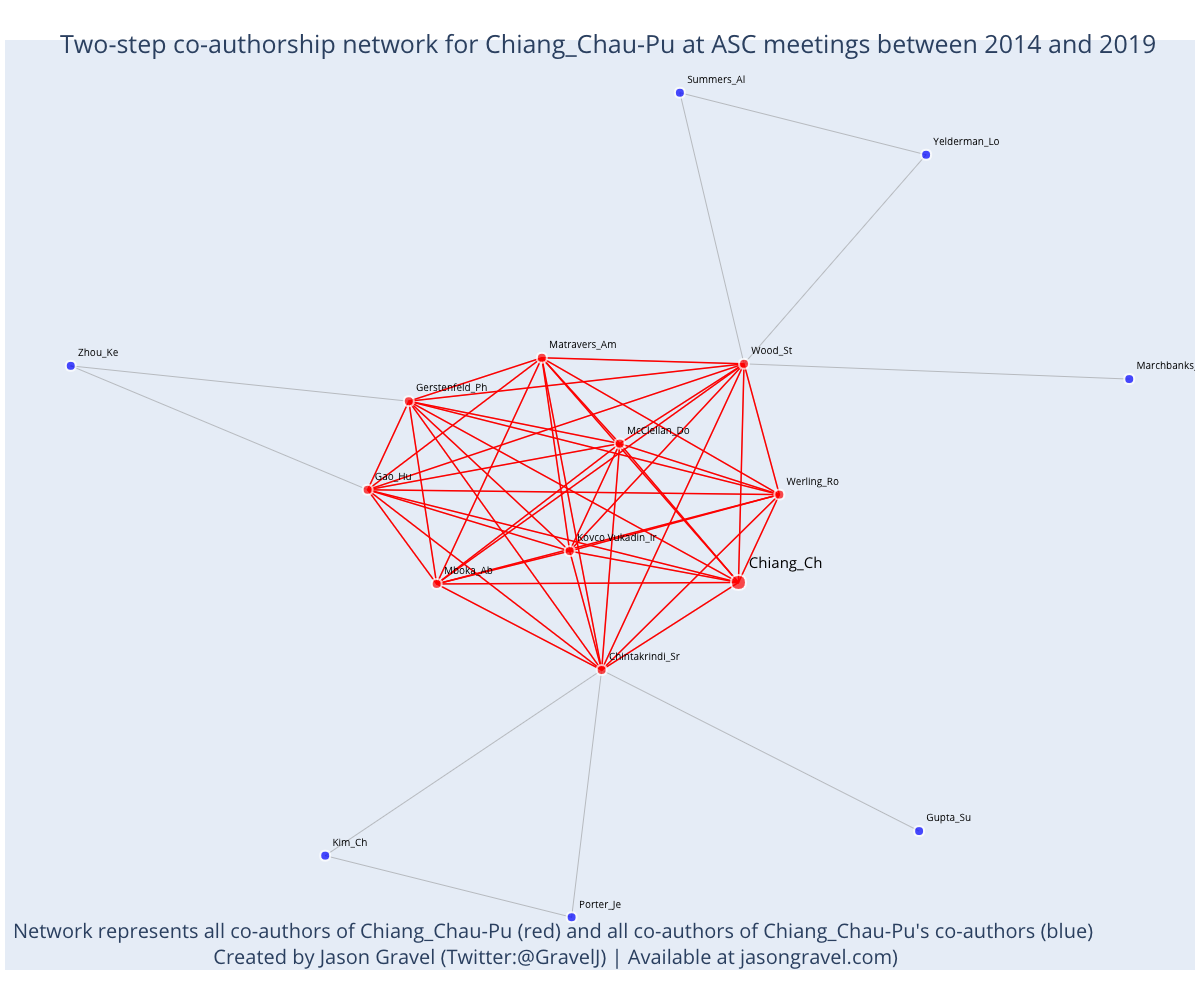 Two-step co-authorship network for Chiang_Chau-Pu at ASC meetings between 2014 and 2019
Summers_Al
Yelderman_Lo
Matravers_Am
Wood_St
Zhou_Ke
Marchbanks_
Gerstenfeld_Ph
McClellan_Do
Gao_Hu
Werling_Ro
Kovco Vukadin_Ir
Chiang_Ch
Mboka_Ab
Chintakrindi_Sr
Gupta_Su
Kim_Ch
Porter_Je
Network represents all co-authors of Chiang_Chau-Pu (red) and all co-authors of Chiang_Chau-Pu's co-authors (blue)
Created by Jason Gravel (Twitter:@GravelJ) | Available at jasongravel.com)